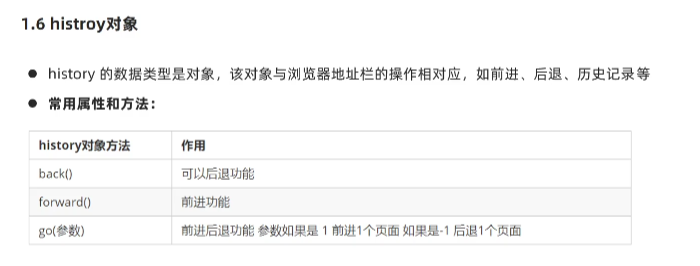 1.6 histroy对象
● history 的数据类型是对象，该对象与浏览器地址栏的操作相对应，如前进、后退、历史记录等
● 常用属性和方法：
history对象方法 作用
back() 可以后退功能
forward() 前进功能
go(参数) 前进后退功能 参数如果是 1 前进1个页面 如果是-1 后退1个页面